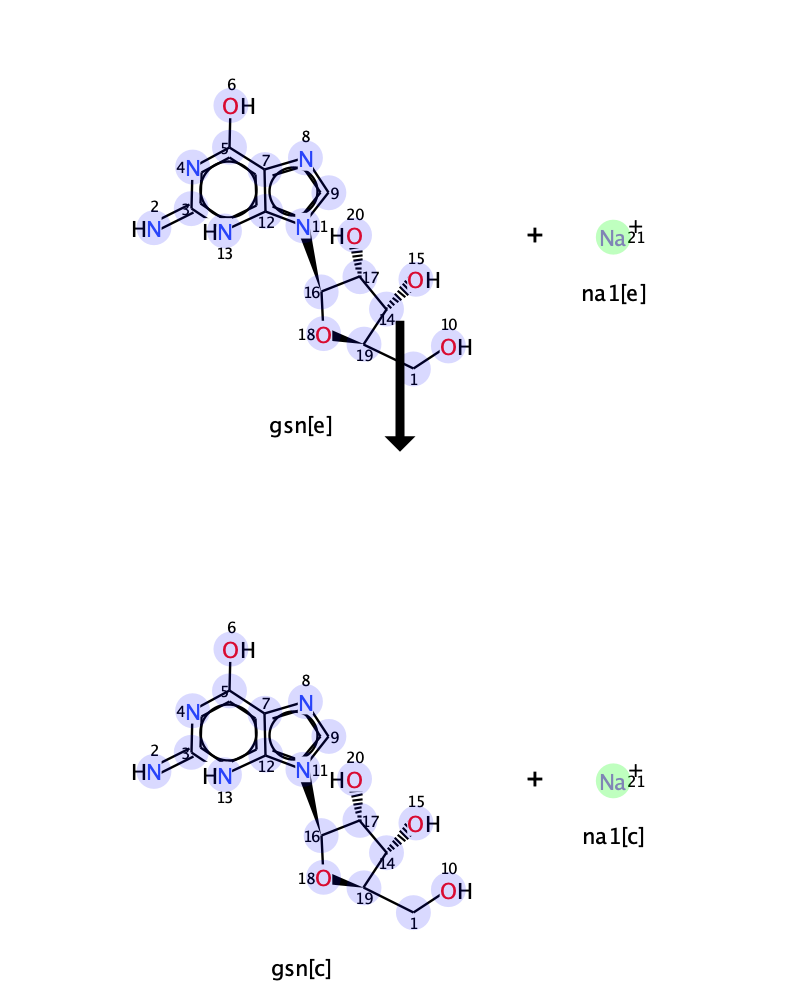 6
OH
5
7
8
N
4 N
9
2
HN
3
HN
13
12
N 11
20
HO
15
OH
17
16
14
18 O
19
10
OH
1
+
Na + 21
na1[e]
gsn[e]
6
OH
5
7
8
N
4 N
9
2
HN
3
HN
13
12
N 11
20
HO
15
OH
17
16
14
18 O
19
10
OH
1
+
Na + 21
na1[c]
gsn[c]